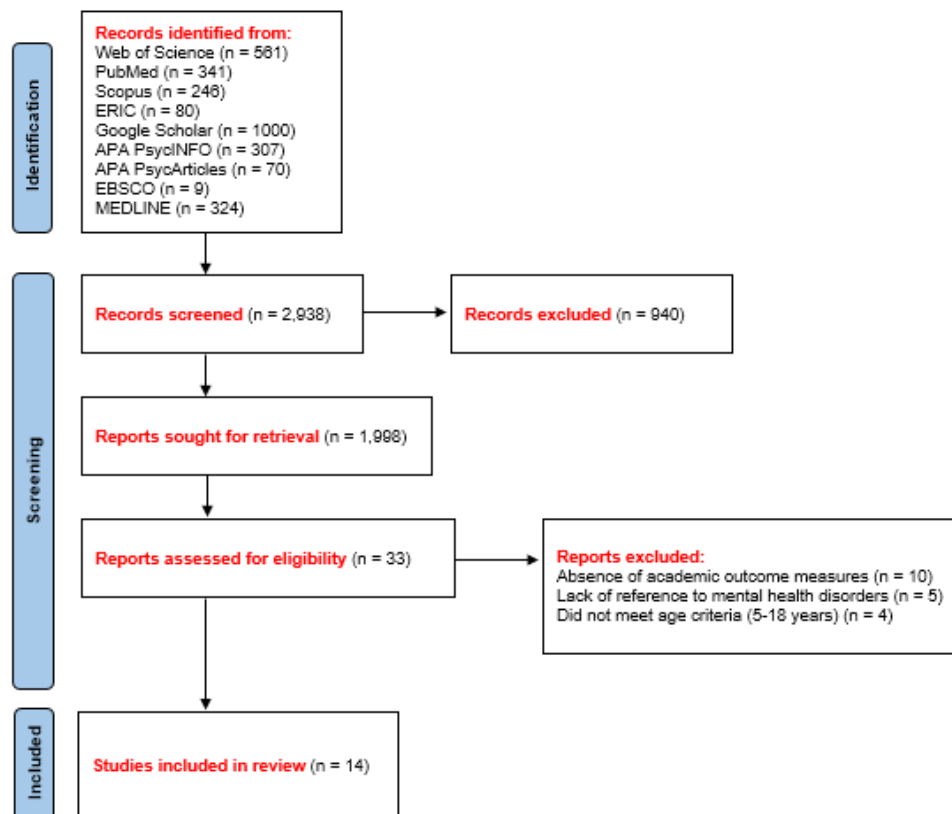 Identification
Records identified from:
Web of Science (n = 561)
PubMed (n = 341)
Scopus (n = 246)
ERIC (n = 80)
Google Scholar (n = 1000)
APA PsycINFO (n = 307)
APA PsycArticles (n = 70)
EBSCO (n = 9)
MEDLINE (n = 324)
Screening
Records screened (n = 2,938)
Records excluded (n = 940)
Reports sought for retrieval (n = 1,998)
Reports assessed for eligibility (n = 33)
Reports excluded:
Absence of academic outcome measures (n = 10)
Lack of reference to mental health disorders (n = 5)
Did not meet age criteria (5-18 years) (n = 4)
Included
Studies included in review (n = 14)